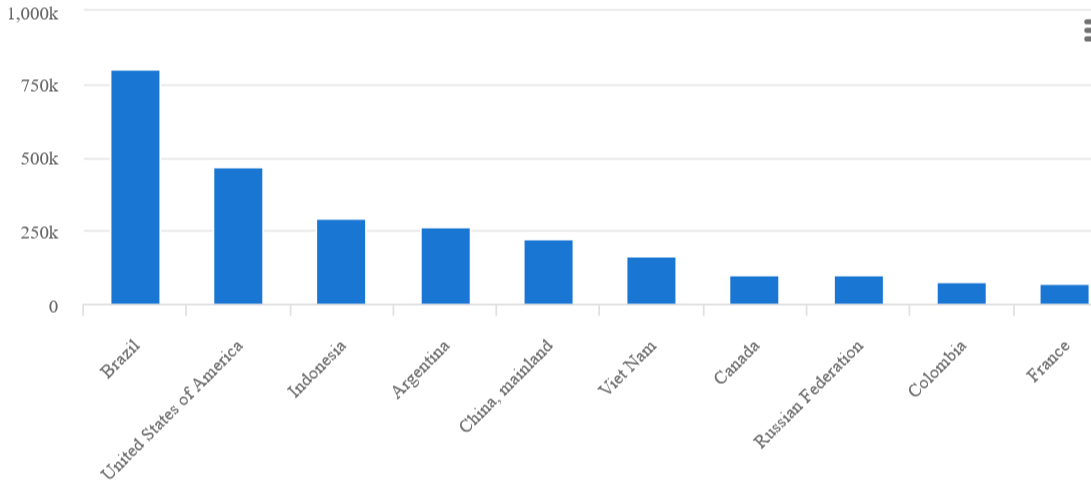 1,000k
750k
500k
250k
0
Brazil
United States of America
Indonesia
Argentina
China, mainland
Viet Nam
Canada
Russian Federation
Colombia
France